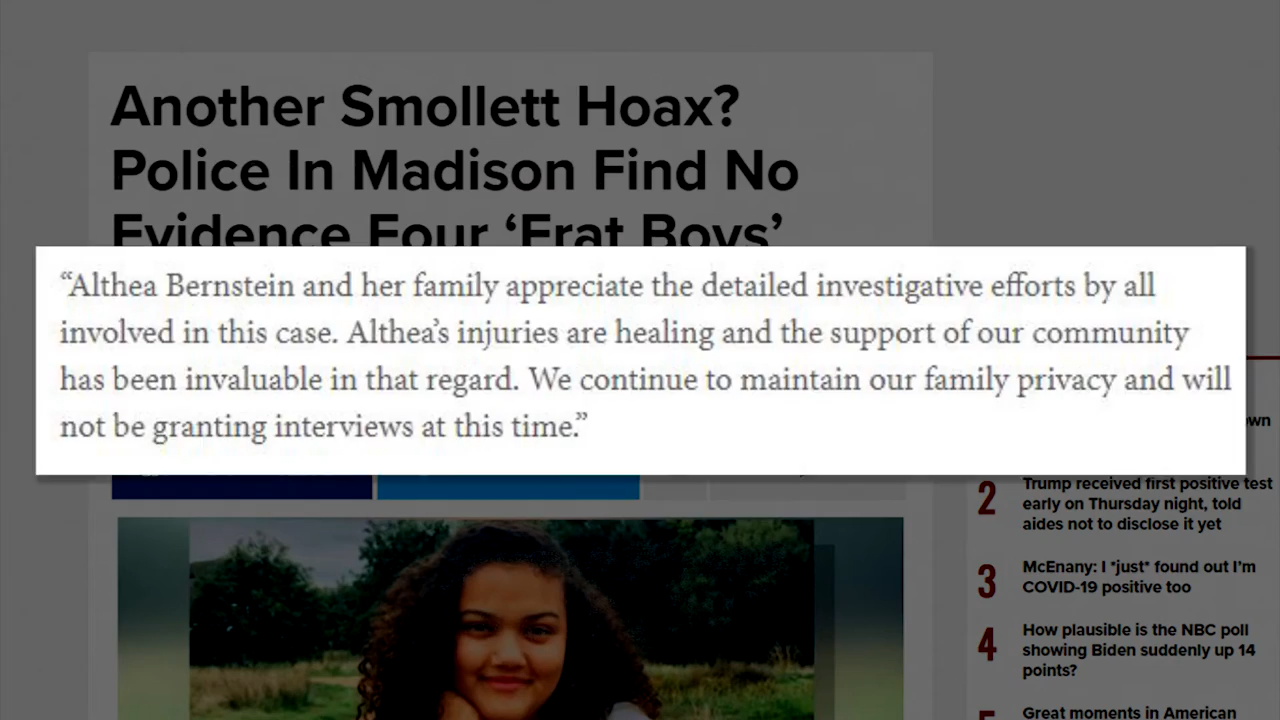 Another Smollett Hoax?
Police In Madison Find No
Evidence Four ‘Frat Boys’
“Althea Bernstein and her family appreciate the detailed investigative efforts by all
involved in this case. Althea’s injuries are healing and the support of our community
has been invaluable in that regard. We continue to maintain our family privacy and will
not be granting interviews at this time.”
2
Trump received first positive test
early on Thursday night, told
aides not to disclose it yet
3
McEnany: I *just* found out I’m
COVID-19 positive too
4
How plausible is the NBC poll
showing Biden suddenly up 14
points?
Great moments in American